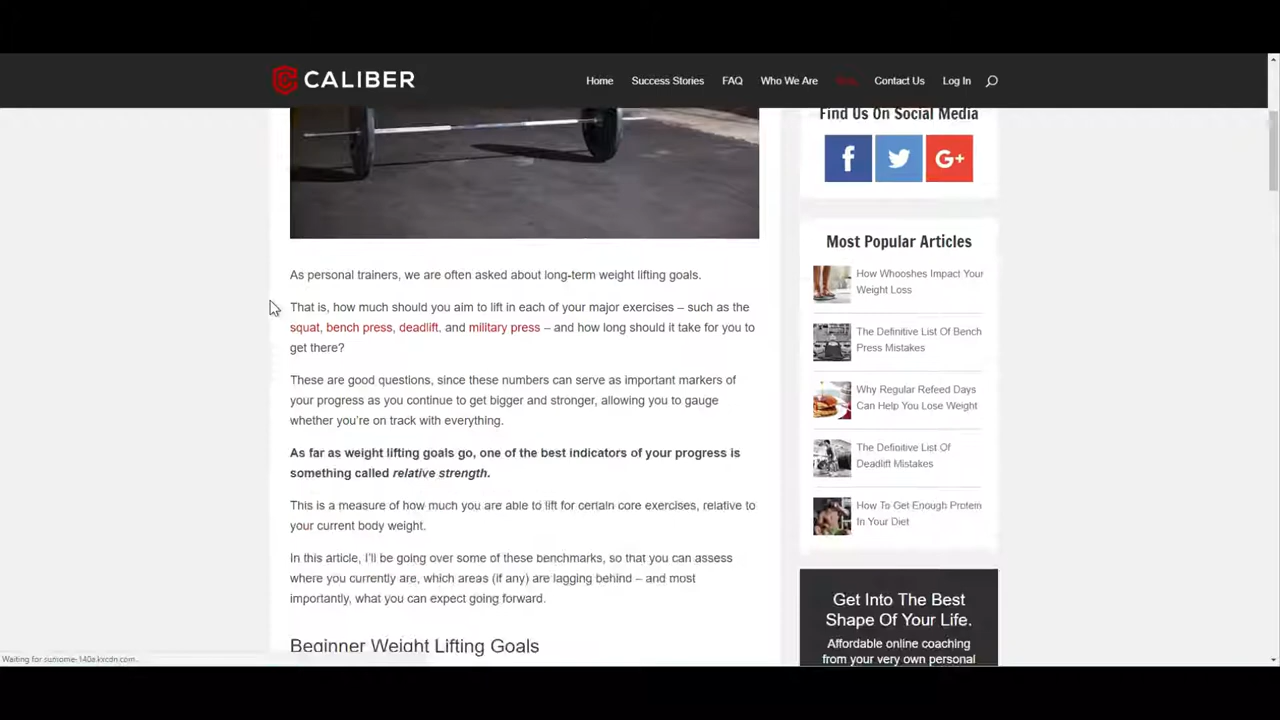 CALIBER
Home
Success Stories
FAQ
Who We Are
Blog
Contact Us
Log In
As personal trainers, we are often asked about long-term weight lifting goals.
That is, how much should you aim to lift in each of your major exercises – such as the
squat, bench press, deadlift, and military press – and how long should it take for you to
get there?
These are good questions, since these numbers can serve as important markers of
your progress as you continue to get bigger and stronger, allowing you to gauge
whether you’re on track with everything.
As far as weight lifting goals go, one of the best indicators of your progress is
something called relative strength.
This is a measure of how much you are able to lift for certain core exercises, relative to
your current body weight.
In this article, I’ll be going over some of these benchmarks, so that you can assess
where you currently are, which areas (if any) are lagging behind – and most
importantly, what you can expect going forward.
Beginner Weight Lifting Goals
Find Us On Social Media
f
G+
Most Popular Articles
How Whooshes Impact Your
Weight Loss
The Definitive List Of Bench
Press Mistakes
Why Regular Refeed Days
Can Help You Lose Weight
The Definitive List Of
Deadlift Mistakes
How To Get Enough Protein
In Your Diet
Get Into The Best
Shape Of Your Life.
Affordable online coaching
from your very own personal
Waiting for